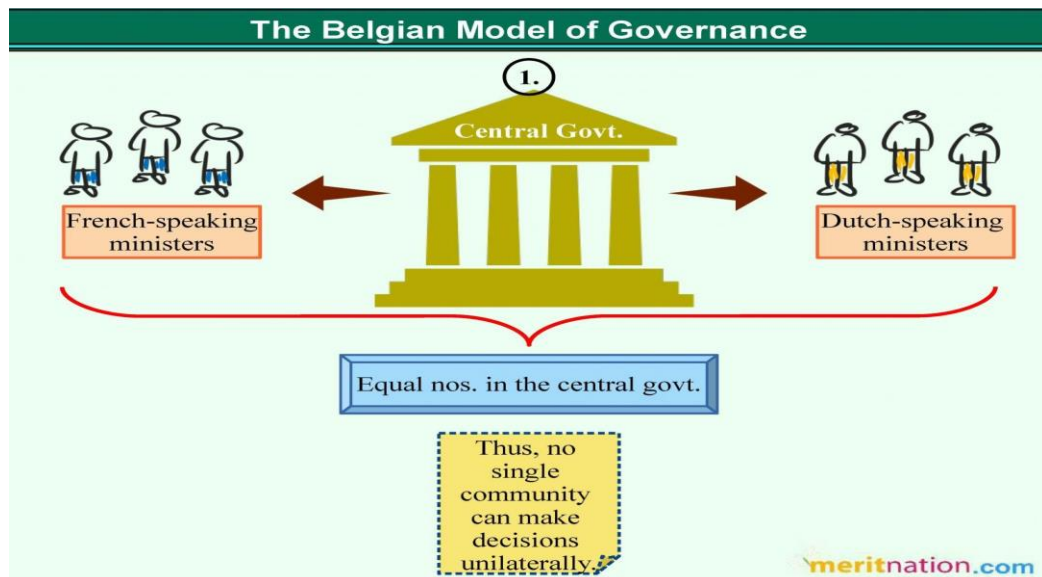 The Belgian Model of Governance
1.
Central Govt.
French-speaking
ministers
Dutch-speaking
ministers
Equal nos. in the central govt.
Thus, no
single
community
can make
decisions
unilaterally.
meritnation.com